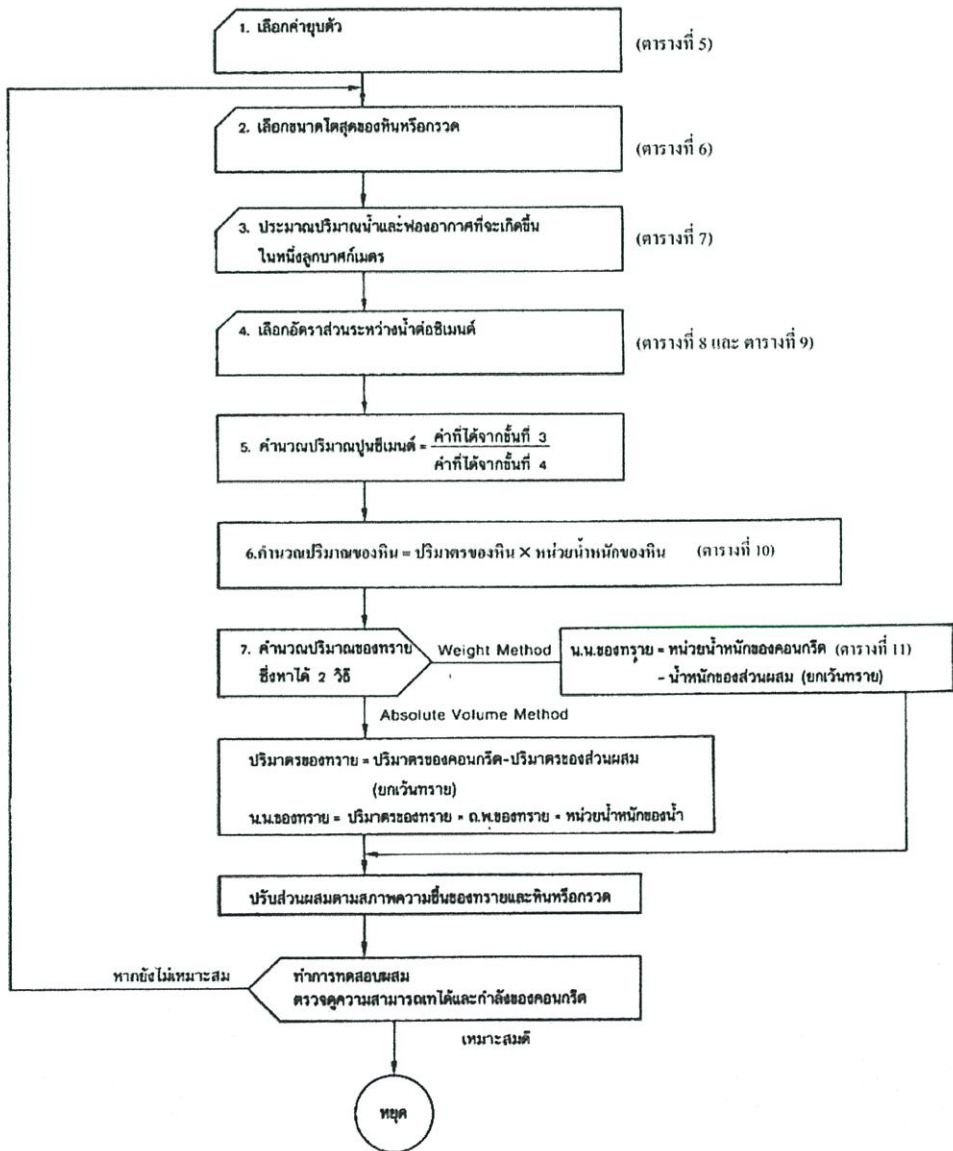 1. เลือกค่ายุบตัว
(ตารางที่ 5)
2. เลือกขนาดโตสุดของหินหรือกรวด
(ตารางที่ 6)
3. ประมาณปริมาณน้ำและฟองอากาศที่จะเกิดขึ้น
ในหนึ่งลูกบาศก์เมตร
(ตารางที่ 7)
4. เลือกอัตราส่วนระหว่างน้ำต่อซิเมนต์
(ตารางที่ 8 และ ตารางที่ 9)
5. คำนวณปริมาณปูนซีเมนต์ = ค่าที่ได้จากขั้นที่ 3
ค่าที่ได้จากขั้นที่ 4
6.คำนวณปริมาณของหิน = ปริมาตรของหิน × หน่วยน้ำหนักของหิน (ตารางที่ 10)
7. คำนวณปริมาณของทราย
ซึ่งหาได้ 2 วิธี
Weight Method
น.น.ของทราย = หน่วยน้ำหนักของคอนกรีต (ตารางที่ 11)
- น้ำหนักของส่วนผสม (ยกเว้นทราย)
Absolute Volume Method
ปริมาตรของทราย = ปริมาตรของคอนกรีต-ปริมาตรของส่วนผสม
(ยกเว้นทราย)
น.น.ของทราย = ปริมาตรของทราย × ถ.พ.ของทราย × หน่วยน้ำหนักของน้ำ
ปรับส่วนผสมตามสภาพความชื้นของทรายและหินหรือกรวด
หากยังไม่เหมาะสม
ทำการทดสอบผสม
ตรวจดูความสามารถเทได้และกำลังของคอนกรีต
เหมาะสมดี
หยุด